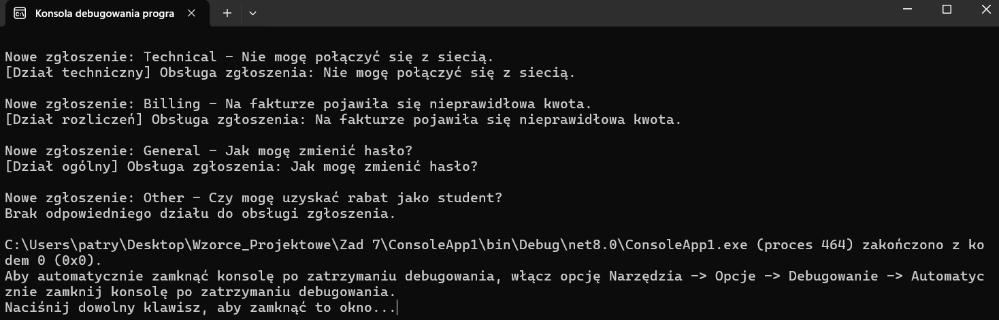 Konsola debugowania progra
Nowe zgłoszenie: Technical - Nie mogę połączyć się z siecią.
[Dział techniczny] Obsługa zgłoszenia: Nie mogę połączyć się z siecią.
Nowe zgłoszenie: Billing - Na fakturze pojawiła się nieprawidłowa kwota.
[Dział rozliczeń] Obsługa zgłoszenia: Na fakturze pojawiła się nieprawidłowa kwota.
Nowe zgłoszenie: General - Jak mogę zmienić hasło?
[Dział ogólny] Obsługa zgłoszenia: Jak mogę zmienić hasło?
Nowe zgłoszenie: Other - Czy mogę uzyskać rabat jako student?
Brak odpowiedniego działu do obsługi zgłoszenia.
C:\Users\patry\Desktop\Wzorce_Projektowe\Zad 7\ConsoleApp1\bin\Debug\net8.0\ConsoleApp1.exe (proces 464) zakończono z ko
dem 0 (0x0).
Aby automatycznie zamknąć konsolę po zatrzymaniu debugowania, włącz opcję Narzędzia -> Opcje -> Debugowanie -> Automatyc
znie zamknij konsolę po zatrzymaniu debugowania.
Naciśnij dowolny klawisz, aby zamknąć to okno...